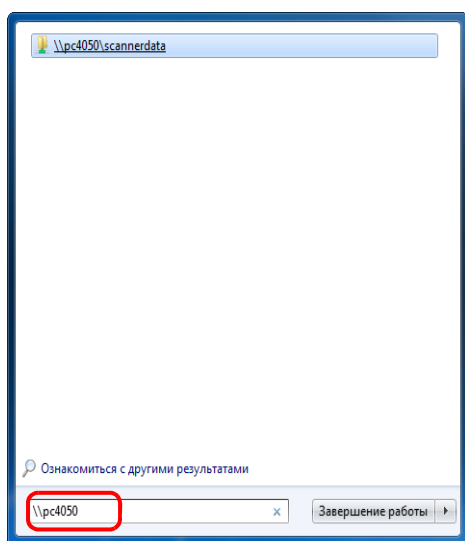 \\pc4050\scannerdata
Ознакомиться с другими результатами
\\pc4050
Завершение работы